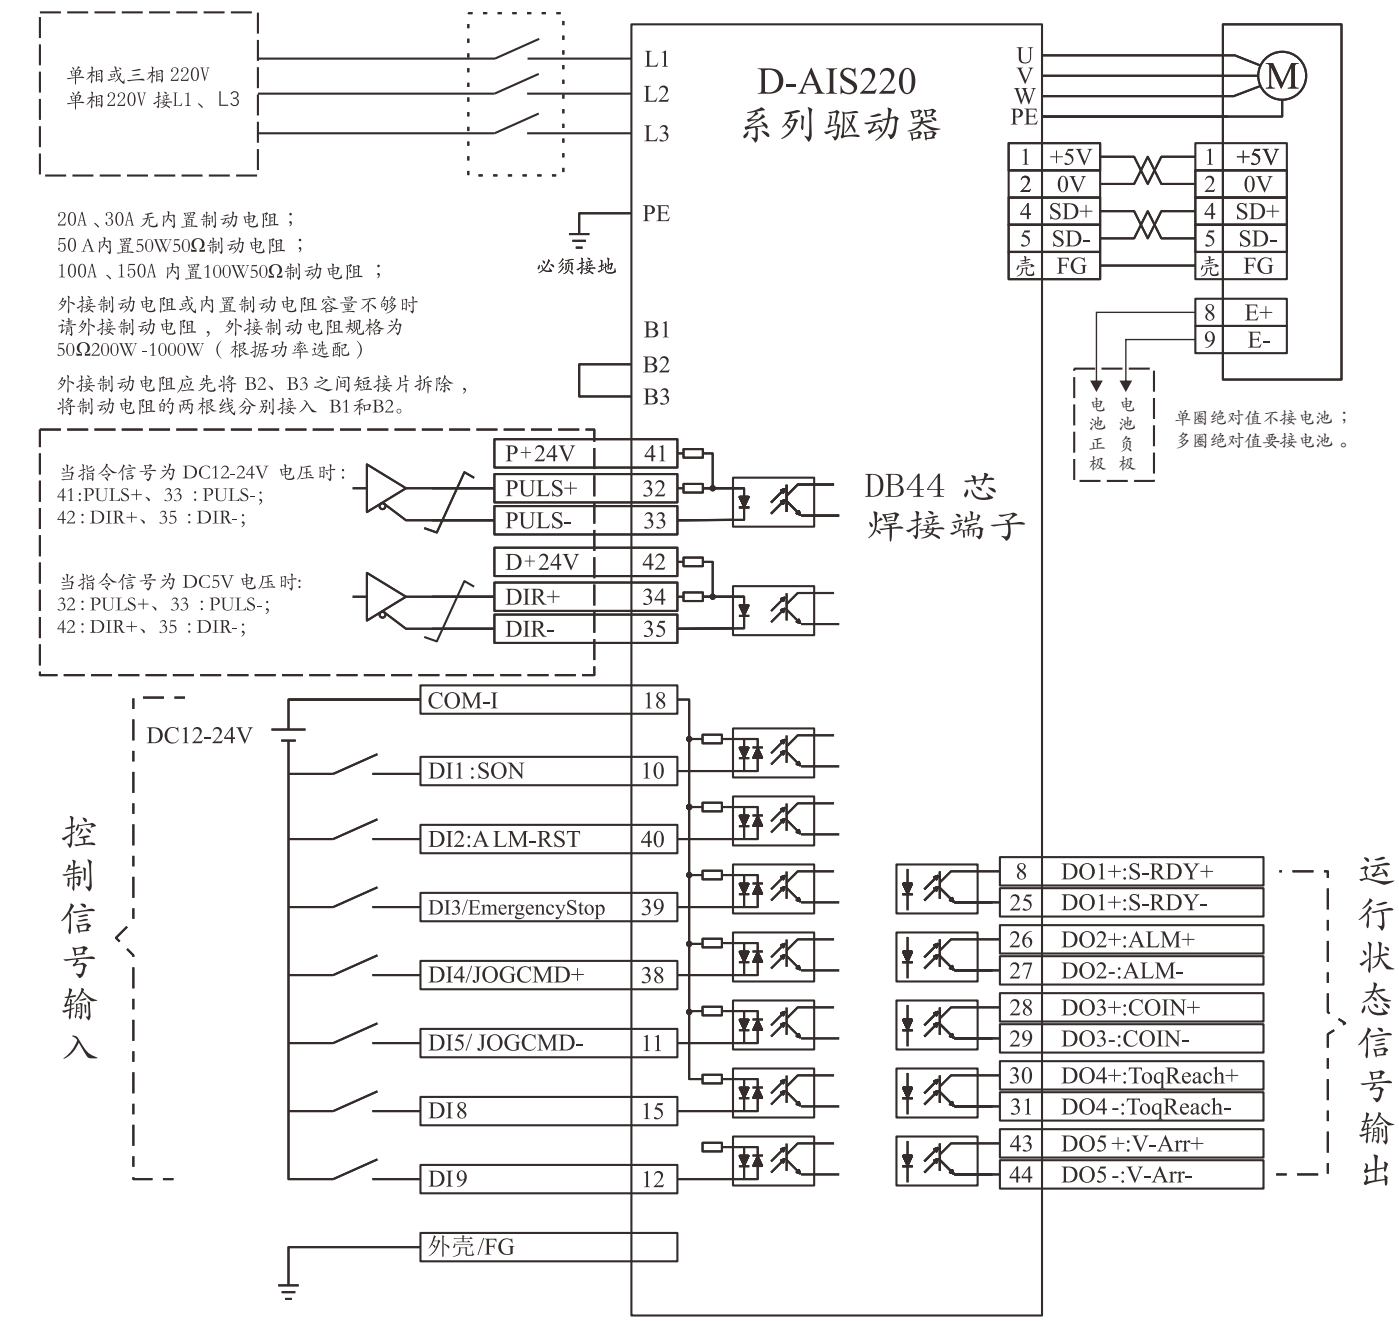 单相或三相 220V
单相220V 接L1、L3
L1
L2
L3
D-AIS220
系列驱动器
U
V
W
PE
M
1 +5V
2 0V
4 SD+
5 SD-
壳 FG
1 +5V
2 0V
4 SD+
5 SD-
壳 FG
8 E+
9 E-
电池正极
电池负极
单圈绝对值不接电池；
多圈绝对值要接电池。
PE
必须接地
20A、30A 无内置制动电阻；
50 A内置50W50Ω制动电阻；
100A、150A 内置100W50Ω制动电阻；
外接制动电阻或内置制动电阻容量不够时
请外接制动电阻，外接制动电阻规格为
50Ω200W -1000W（根据功率选配）
外接制动电阻应先将 B2、B3之间短接片拆除，
将制动电阻的两根线分别接入 B1和B2。
B1
B2
B3
当指令信号为 DC12-24V 电压时：
41:PULS+、33 : PULS-;
42: DIR+、35 : DIR-;
当指令信号为 DC5V 电压时:
32: PULS+、33 : PULS-;
42: DIR+、35 : DIR-;
P+24V 41
PULS+ 32
PULS- 33
D+24V 42
DIR+ 34
DIR- 35
DB44 芯
焊接端子
控制信号输入
DC12-24V
COM-I 18
DI1:SON 10
DI2:ALM-RST 40
DI3/EmergencyStop 39
DI4/JOGCMD+ 38
DI5/ JOGCMD- 11
DI8 15
DI9 12
外壳/FG
8 DO1+:S-RDY+
25 DO1+:S-RDY-
26 DO2+:ALM+
27 DO2-:ALM-
28 DO3+:COIN+
29 DO3-:COIN-
30 DO4+:ToqReach+
31 DO4-:ToqReach-
43 DO5+:V-Arr+
44 DO5-:V-Arr-
运行状态信号输出